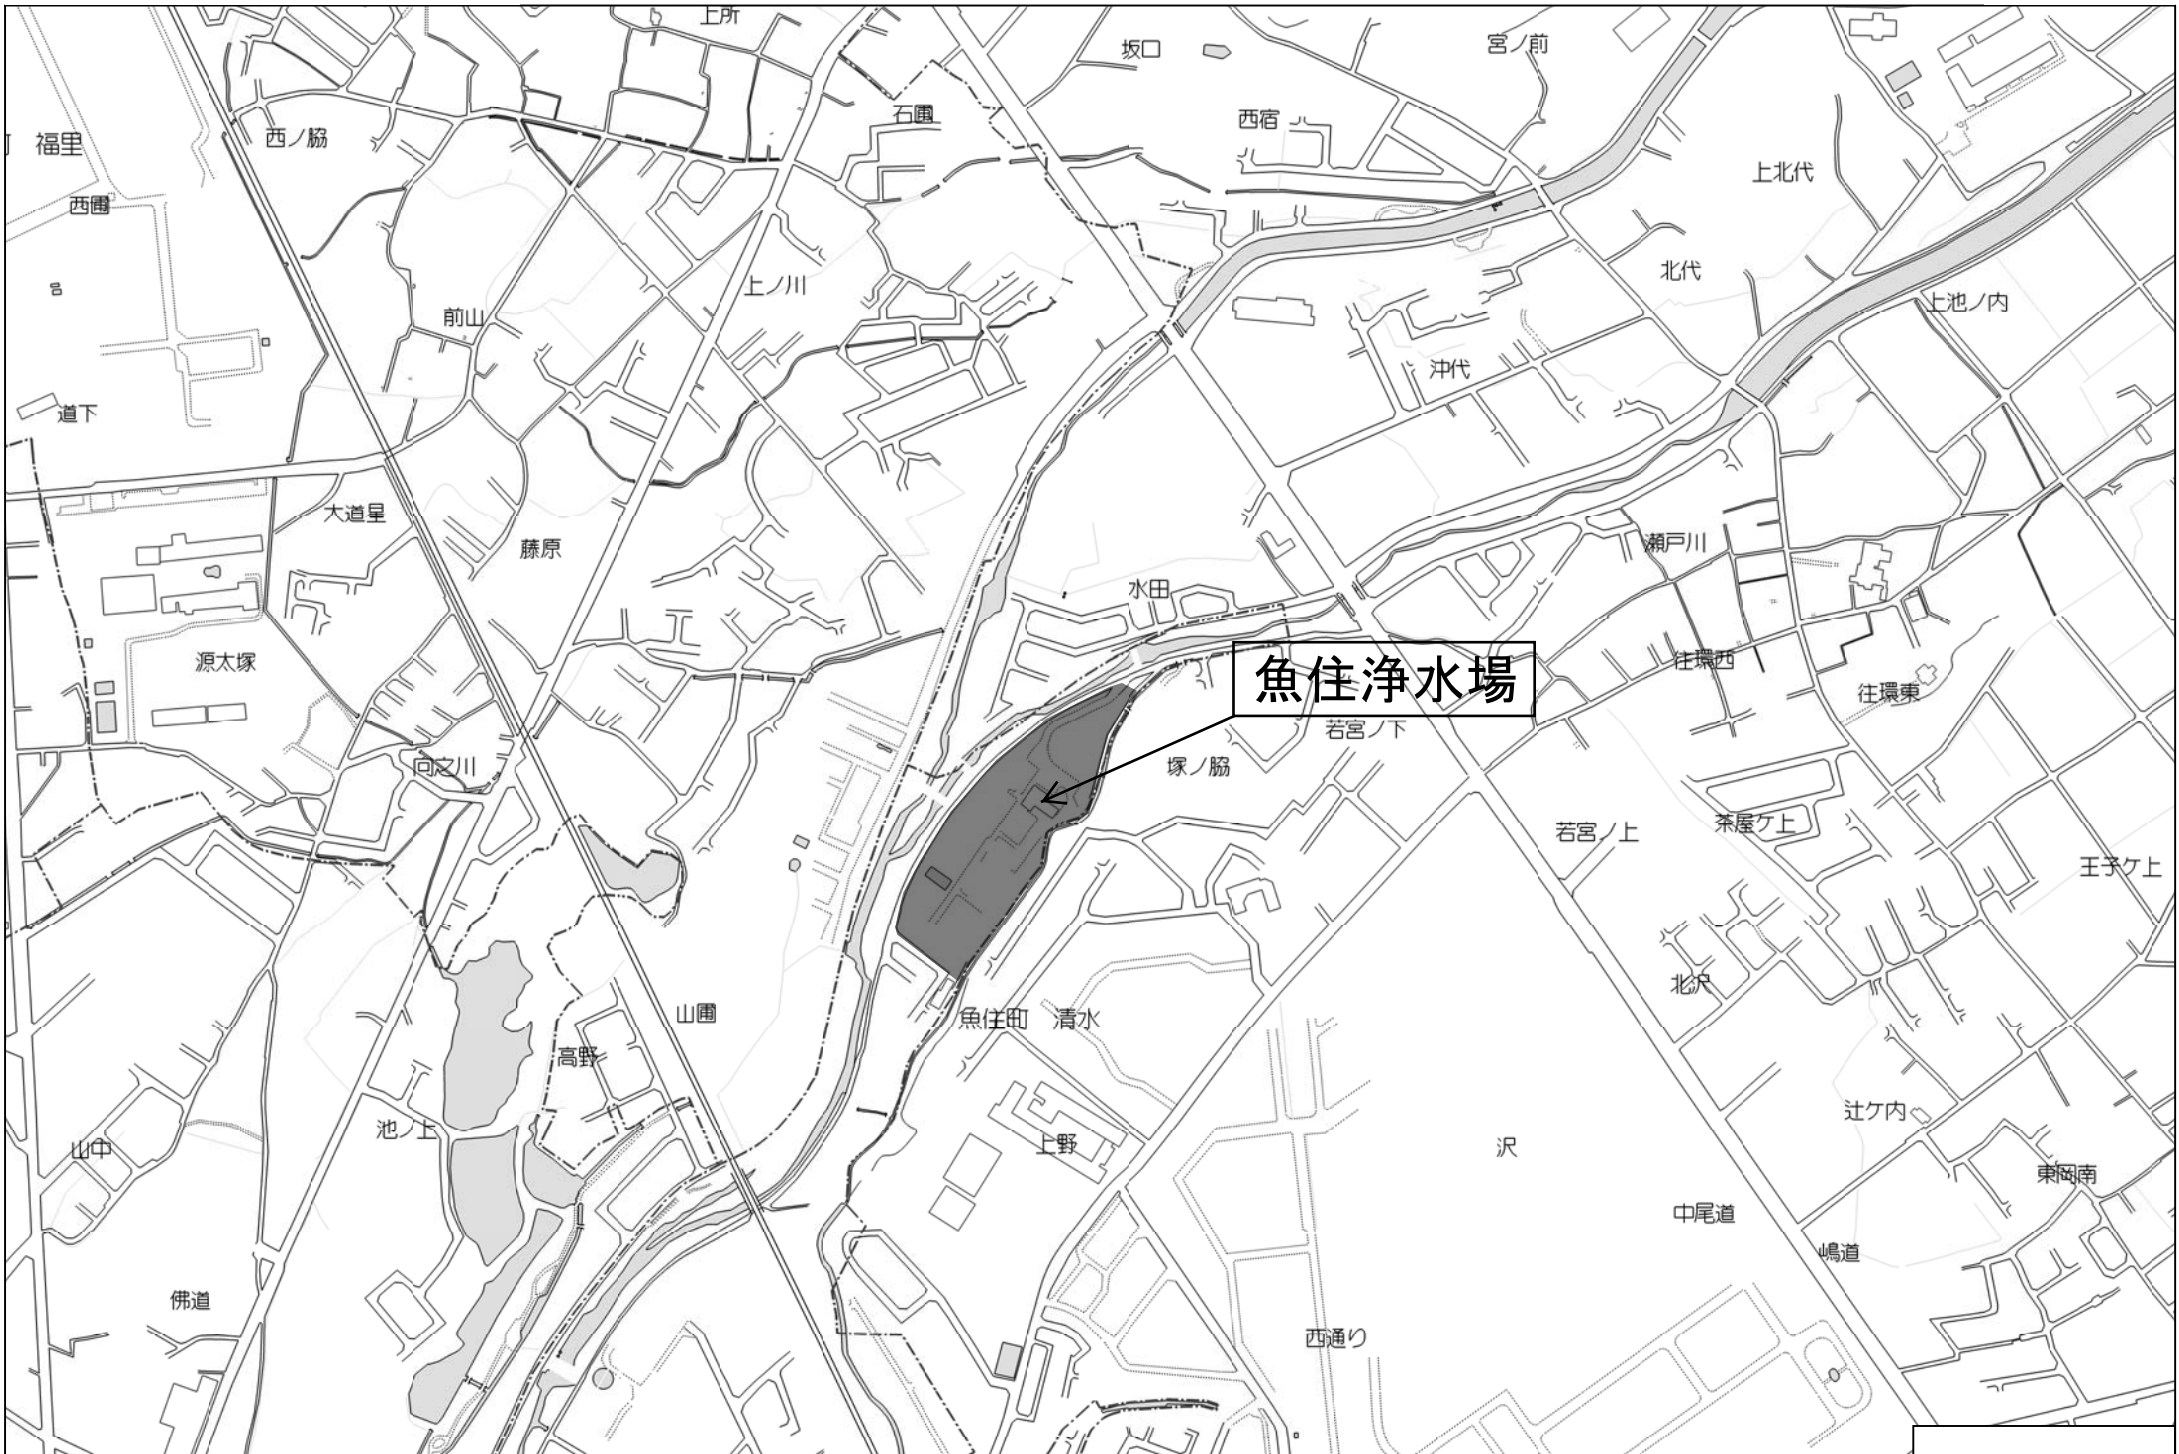 上所
坂口
宮ノ前
石圃
西宿
西ノ脇
福里
上北代
西圃
北代
上ノ川
上池ノ内
前山
沖代
道下
大道星
藤原
瀬戸川
水田
源太塚
往環西
魚住浄水場
往環東
若宮ノ下
向之川
塚ノ脇
若宮ノ上
茶屋ケ上
王子ケ上
北沢
山圃
魚住町 清水
高野
辻ケ内
池ノ上
上野
山中
沢
東岡南
中尾道
嶋道
佛道
西通り